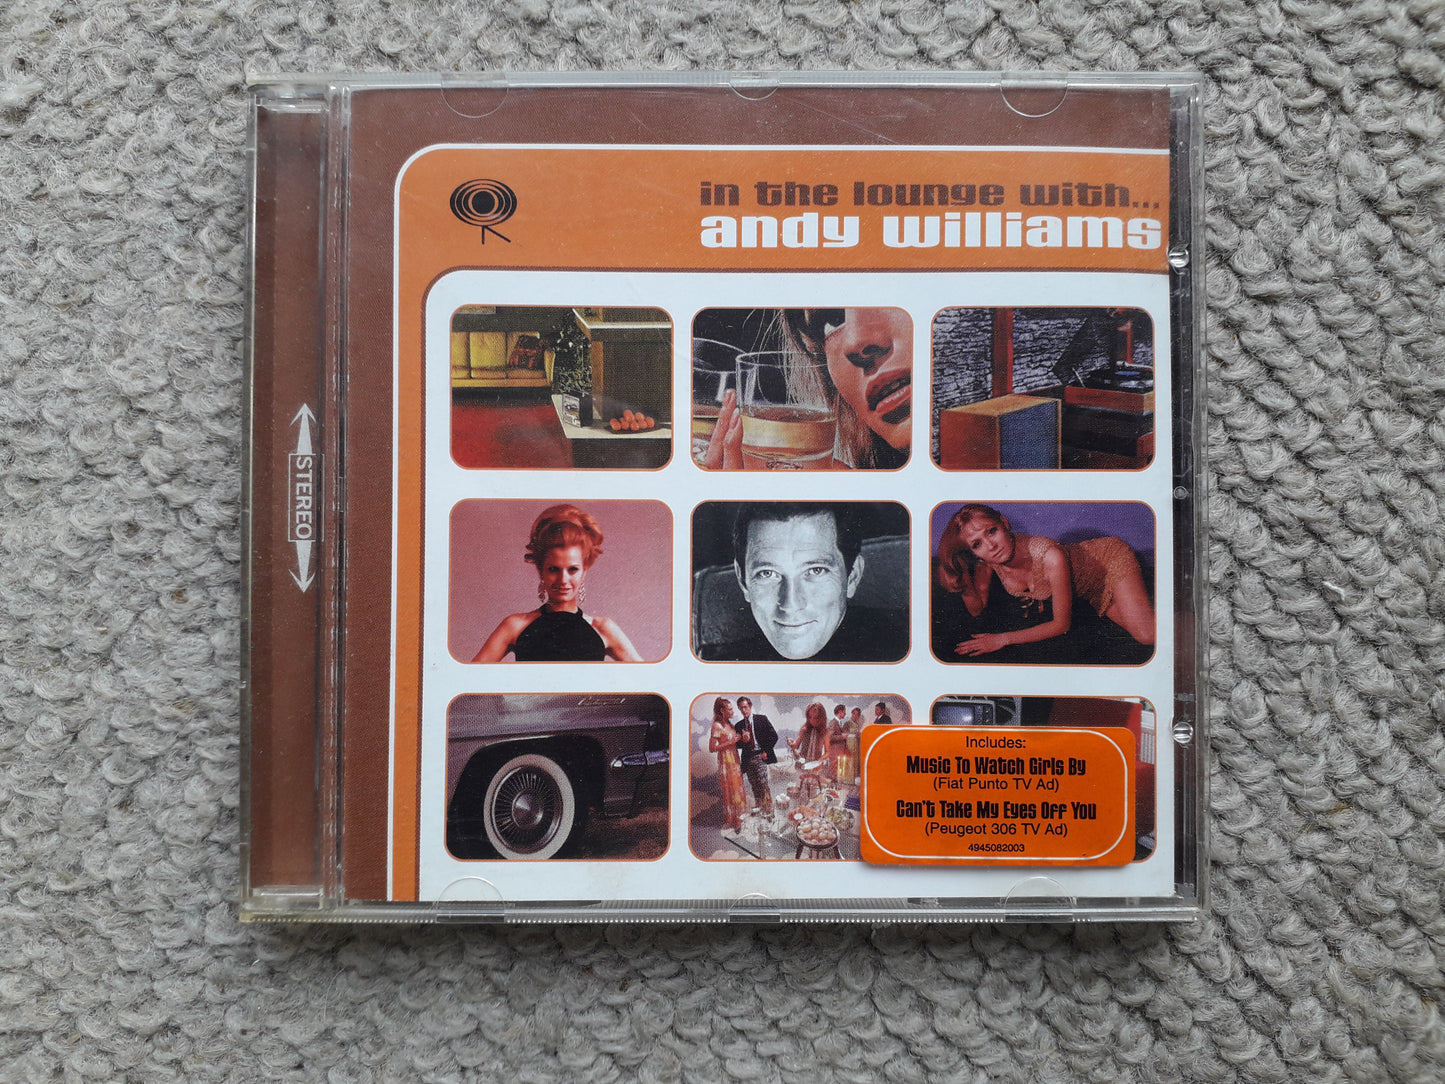 in the lounge with...
andy williams
STEREO
Includes:
Music To Watch Girls By
(Fiat Punto TV Ad)
Can't Take My Eyes Off You
(Peugeot 306 TV Ad)
4945082003